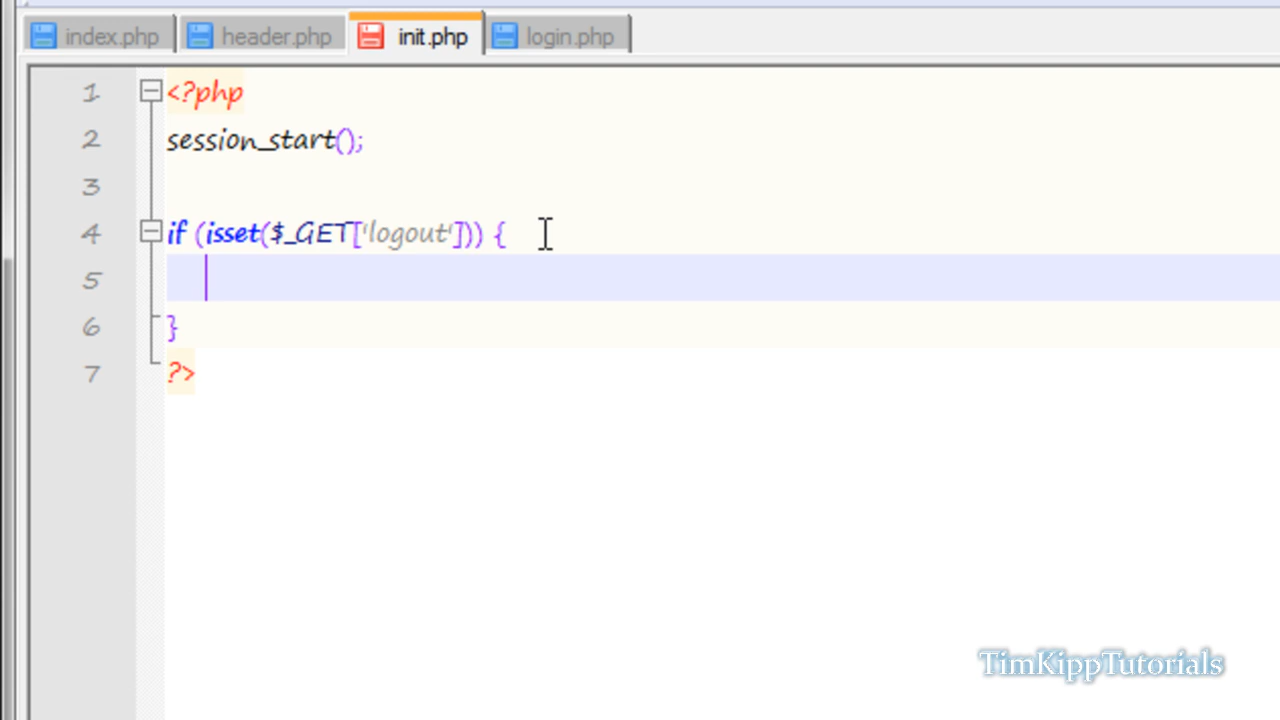 index.php header.php init.php login.php
1 <?php
2 session_start();
3
4 if (isset($_GET['logout'])) {
5
6 }
7 ?>
TimKippTutorials